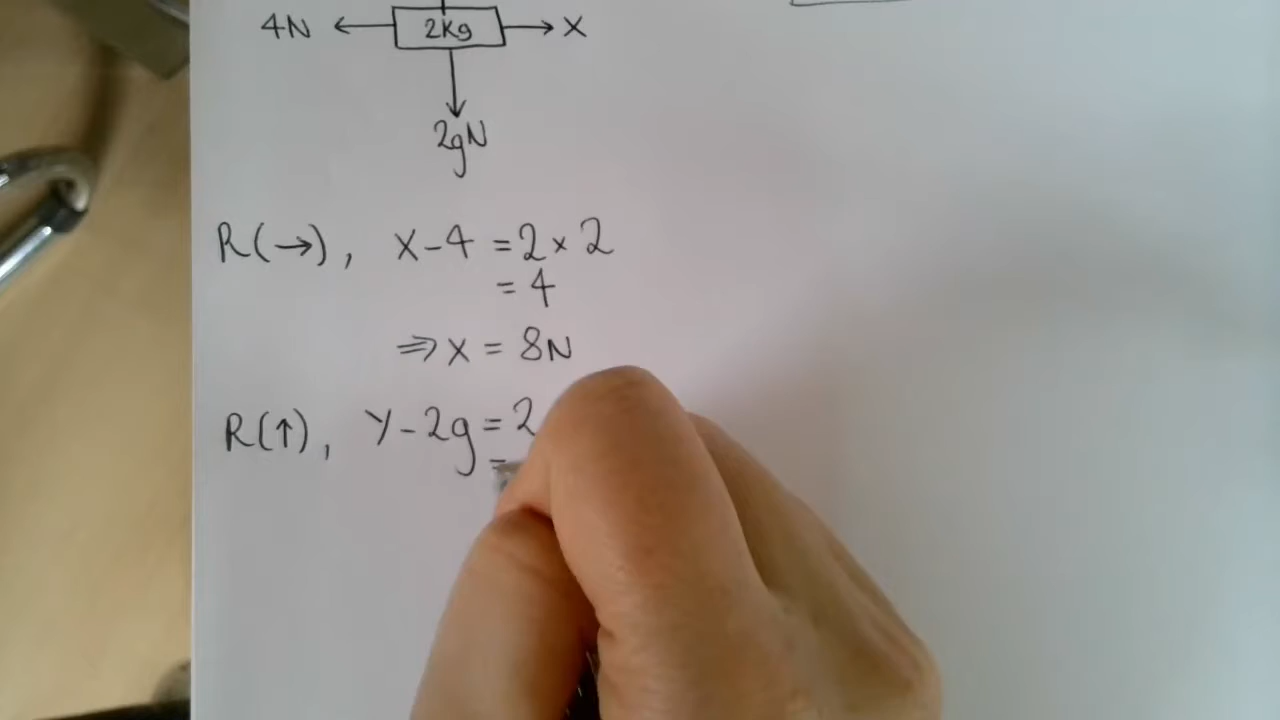 4N ← 2Kg → X
2gN
R(→), X-4 = 2×2
= 4
⇒ X = 8N
R(↑), Y-2g = 2
=